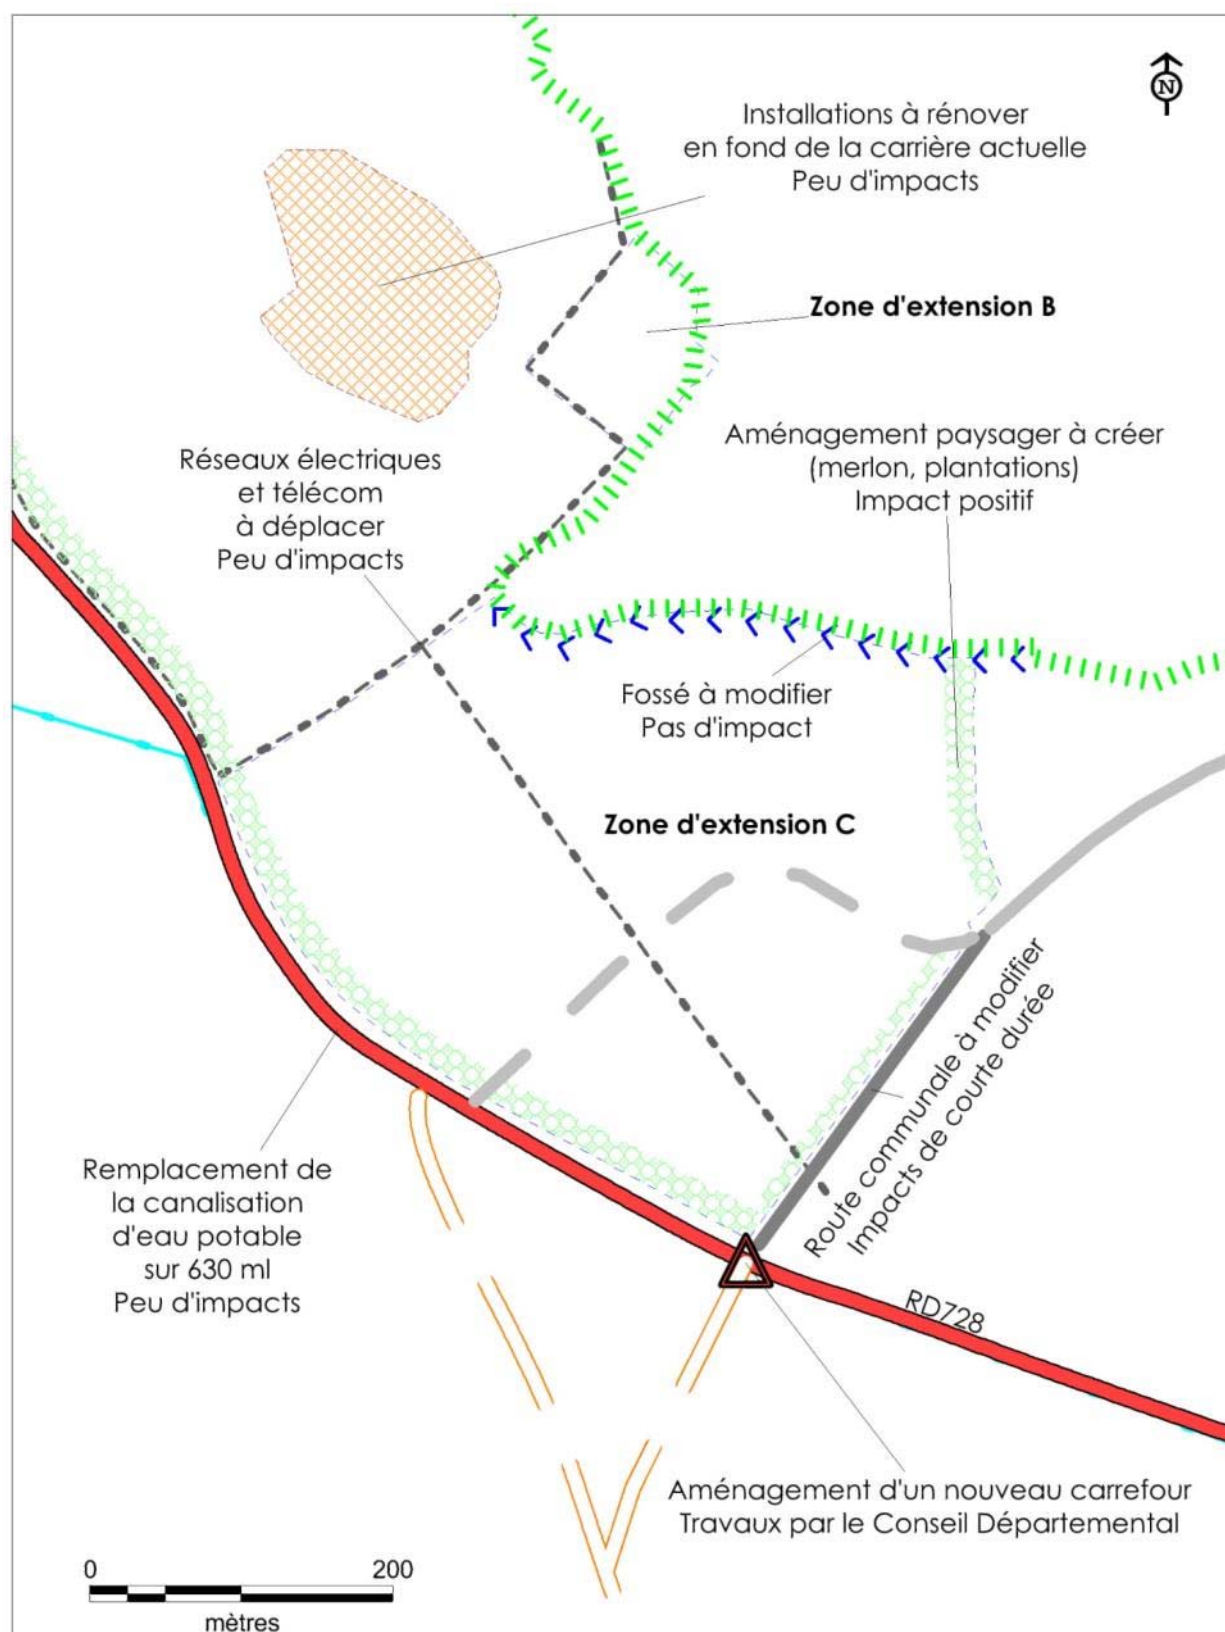 N
Installations à rénover
en fond de la carrière actuelle
Peu d'impacts
Zone d'extension B
Aménagement paysager à créer
(merlon, plantations)
Impact positif
Réseaux électriques
et télécom
à déplacer
Peu d'impacts
Fossé à modifier
Pas d'impact
Zone d'extension C
Route communale à modifier
Impacts de courte durée
Remplacement de
la canalisation
d'eau potable
sur 630 ml
Peu d'impacts
RD728
Aménagement d'un nouveau carrefour
Travaux par le Conseil Départemental
0 200
mètres